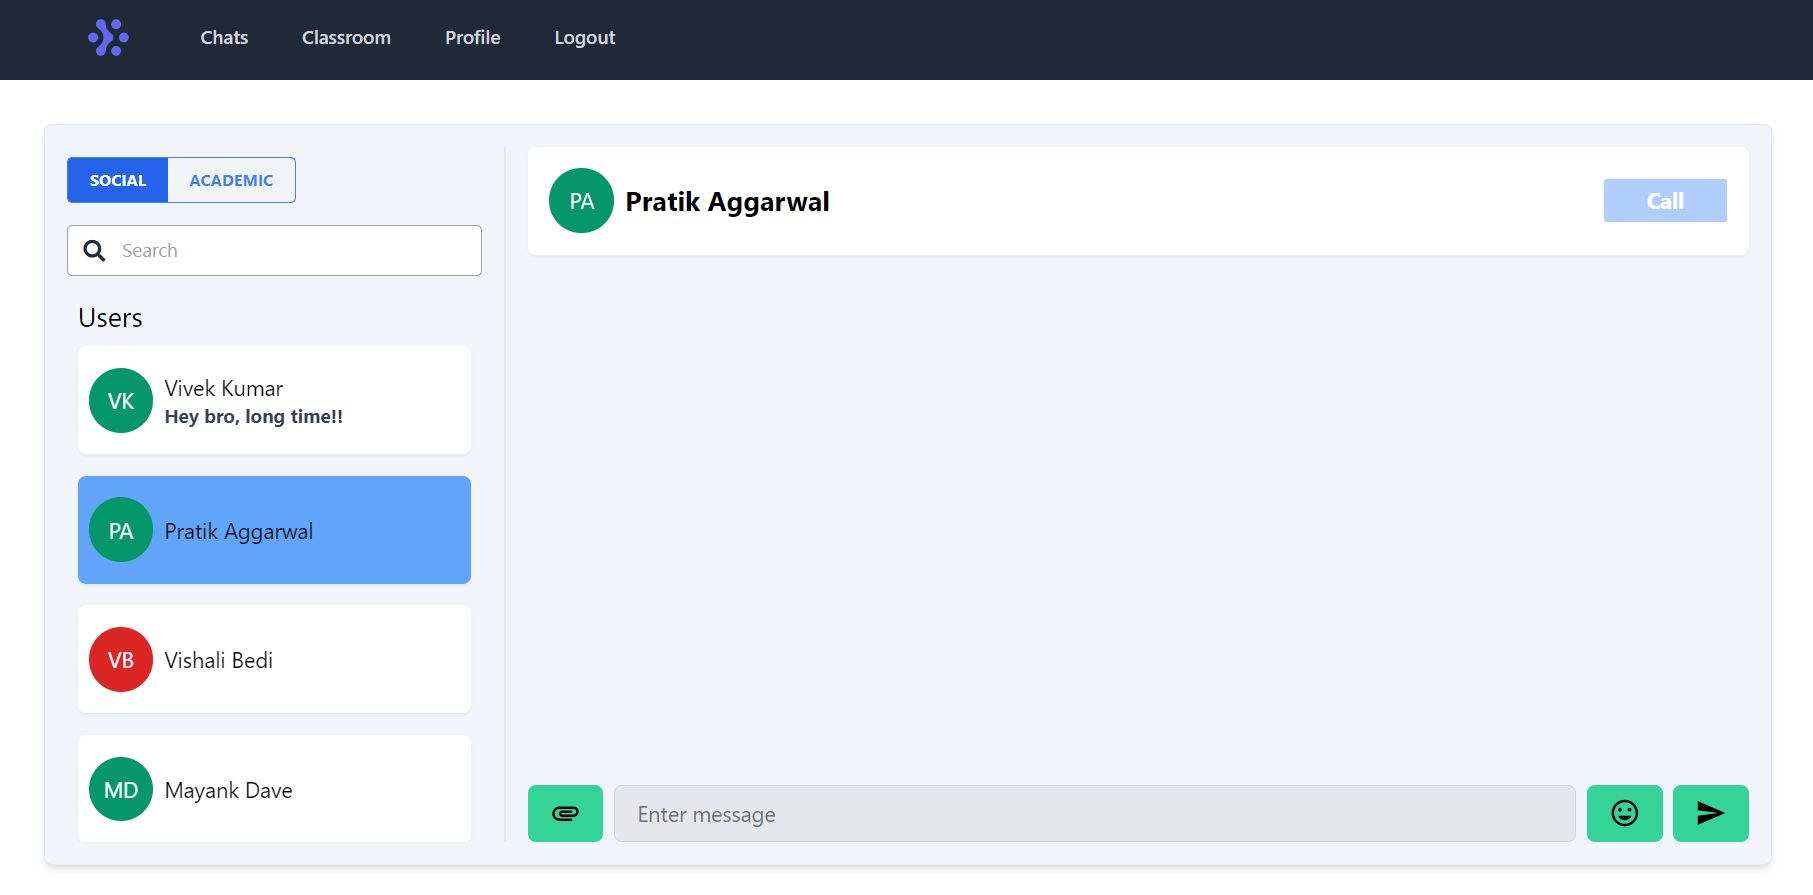 Chats Classroom Profile Logout
SOCIAL ACADEMIC
Search
Users
VK Vivek Kumar
Hey bro, long time!!
PA Pratik Aggarwal
VB Vishali Bedi
MD Mayank Dave
PA Pratik Aggarwal Call
Enter message